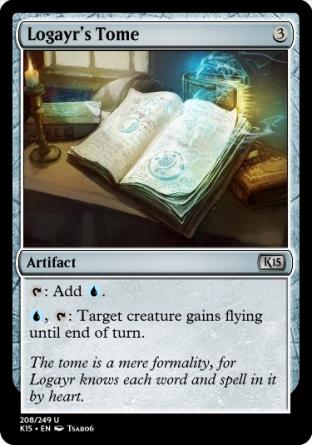 Logayr's Tome 3
Artifact K15
: Add .
, : Target creature gains flying
until end of turn.
The tome is a mere formality, for
Logayr knows each word and spell in it
by heart.
208/249 U
K15 • EN Tsabo6